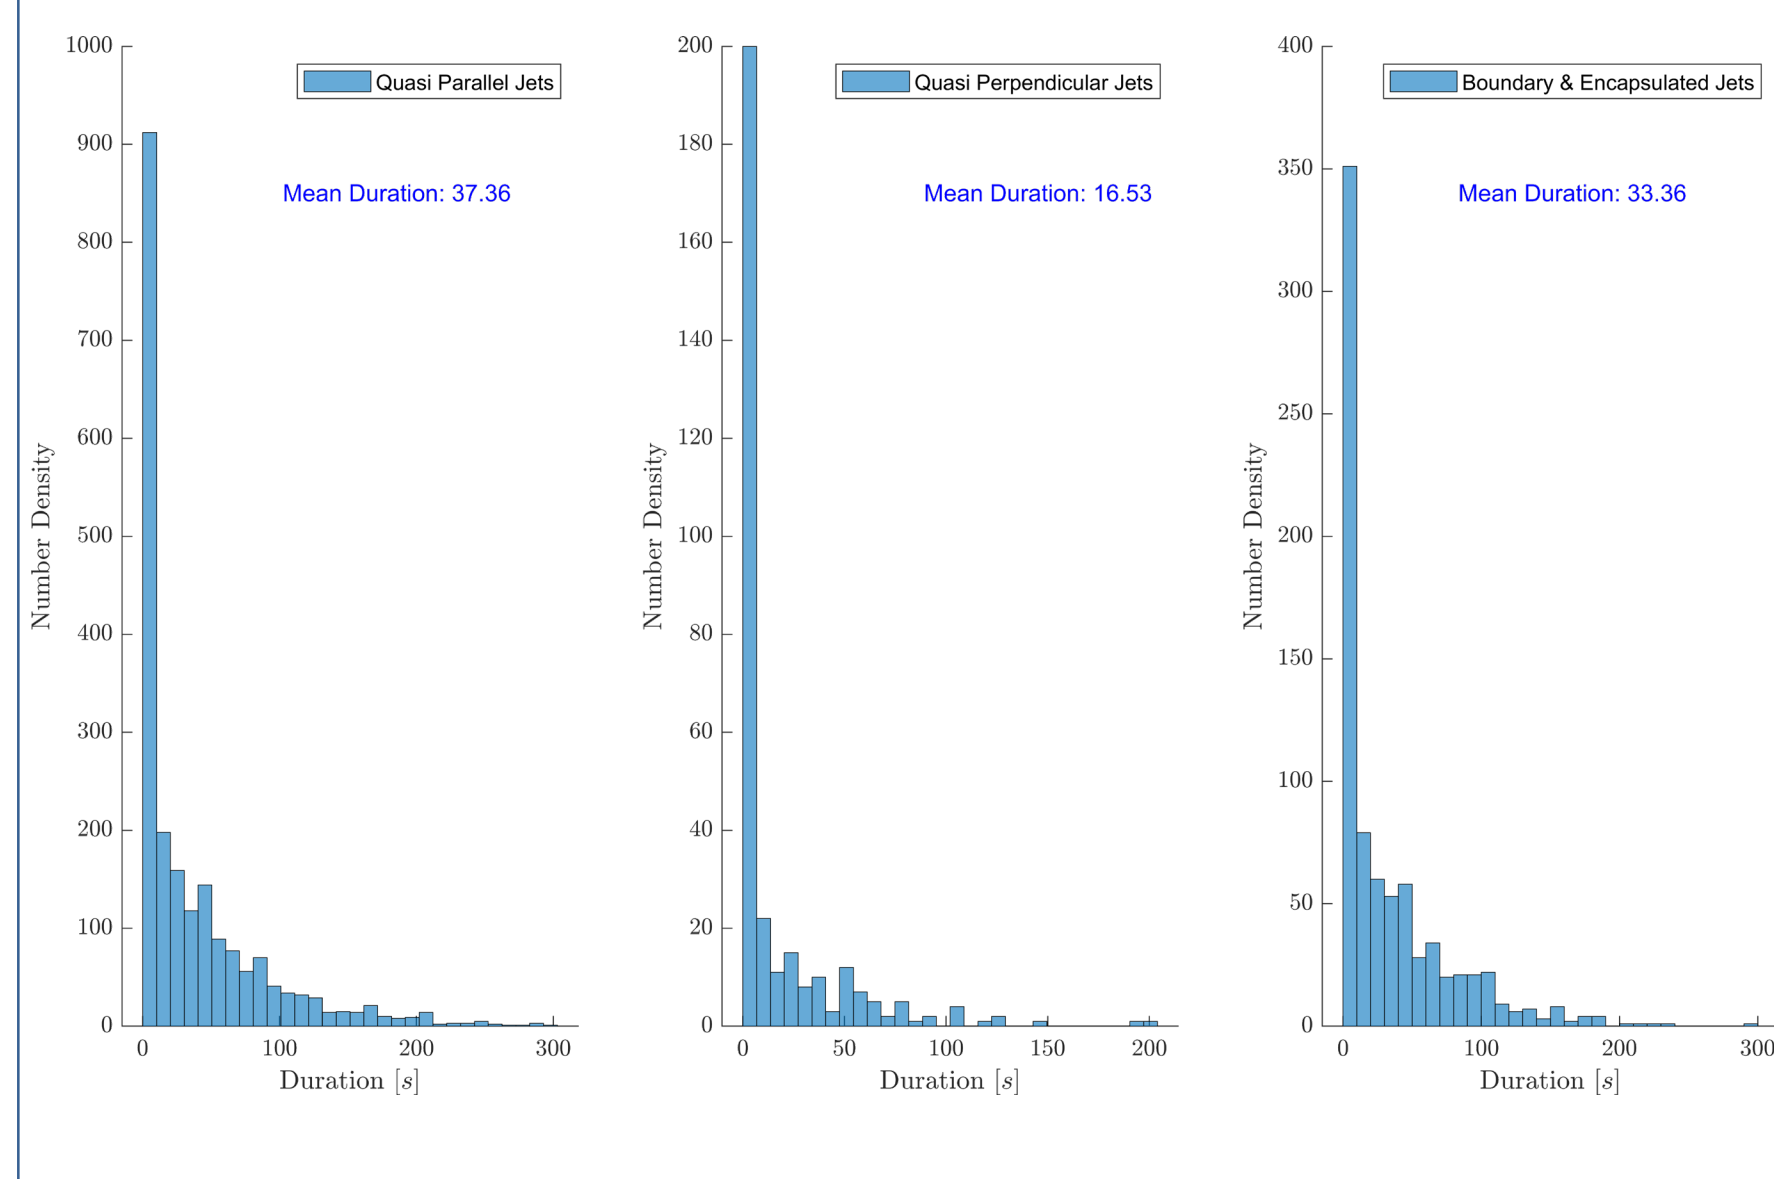 Quasi Parallel Jets
Mean Duration: 37.36
1000
900
800
700
600
500
400
300
200
100
0
Number Density
0 100 200 300
Duration [s]
Quasi Perpendicular Jets
Mean Duration: 16.53
200
180
160
140
120
100
80
60
40
20
0
Number Density
0 50 100 150 200
Duration [s]
Boundary & Encapsulated Jets
Mean Duration: 33.36
400
350
300
250
200
150
100
50
0
Number Density
0 100 200 300
Duration [s]